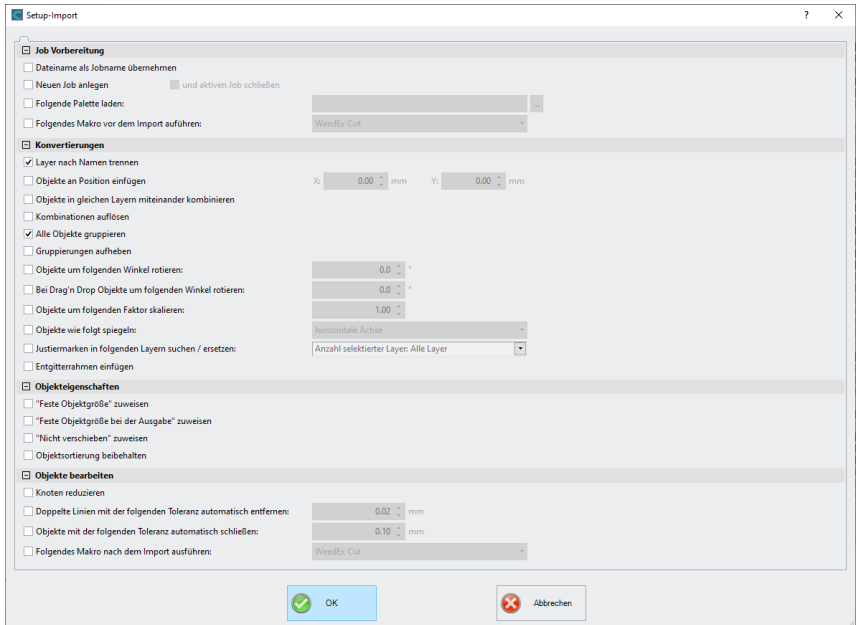 Setup-Import
Job Vorbereitung
Dateiname als Jobname übernehmen
Neuen Job anlegen und aktiven Job schließen
Folgende Palette laden: ...
Folgendes Makro vor dem Import auführen: WeedEx Cut
Konvertierungen
Layer nach Namen trennen
Objekte an Position einfügen X: 0.00 mm Y: 0.00 mm
Objekte in gleichen Layern miteinander kombinieren
Kombinationen auflösen
Alle Objekte gruppieren
Gruppierungen aufheben
Objekte um folgenden Winkel rotieren: 0.0 °
Bei Drag'n Drop Objekte um folgenden Winkel rotieren: 0.0 °
Objekte um folgenden Faktor skalieren: 1.00
Objekte wie folgt spiegeln: horizontale Achse
Justiermarken in folgenden Layern suchen / ersetzen: Anzahl selektierter Layer: Alle Layer
Entgitterrahmen einfügen
Objekteigenschaften
"Feste Objektgröße" zuweisen
"Feste Objektgröße bei der Ausgabe" zuweisen
"Nicht verschieben" zuweisen
Objektsortierung beibehalten
Objekte bearbeiten
Knoten reduzieren
Doppelte Linien mit der folgenden Toleranz automatisch entfernen: 0.02 mm
Objekte mit der folgenden Toleranz automatisch schließen: 0.10 mm
Folgendes Makro nach dem Import ausführen: WeedEx Cut
OK Abbrechen